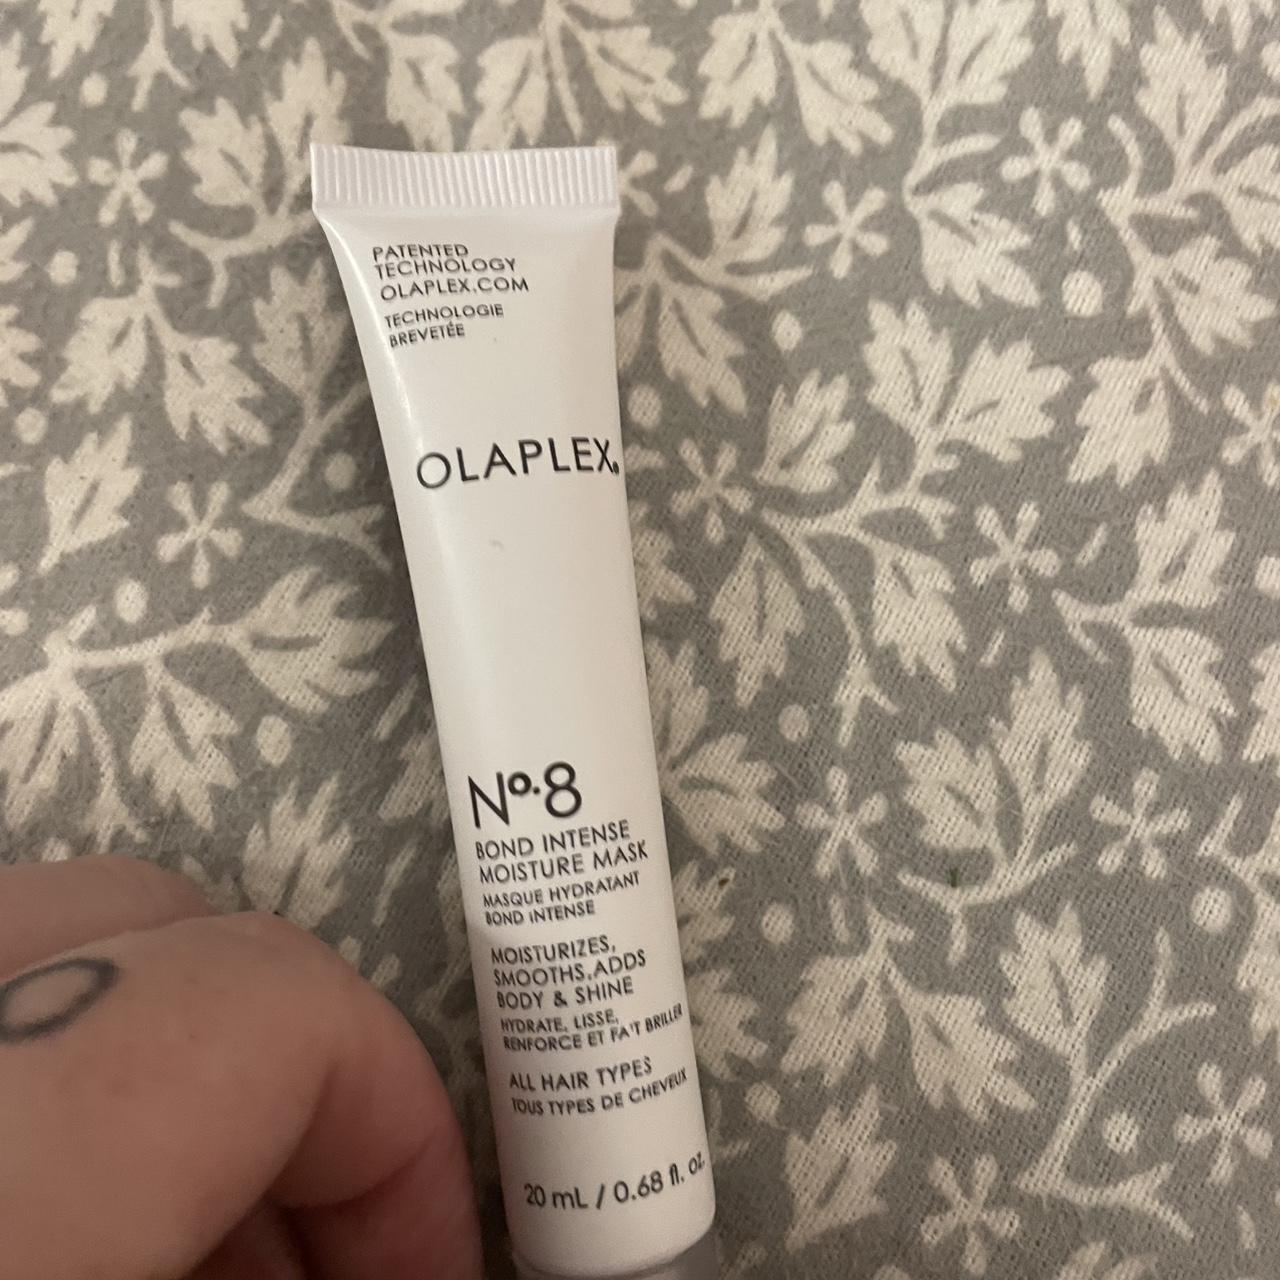 PATENTED
TECHNOLOGY
OLAPLEX.COM
TECHNOLOGIE
BREVETÉE
OLAPLEX®
Nº.8
BOND INTENSE
MOISTURE MASK
MASQUE HYDRATANT
BOND INTENSE
MOISTURIZES,
SMOOTHS, ADDS
BODY & SHINE
HYDRATE, LISSE,
RENFORCE ET FAIT BRILLER
ALL HAIR TYPES
TOUS TYPES DE CHEVEUX
20 mL / 0.68 fl. oz.